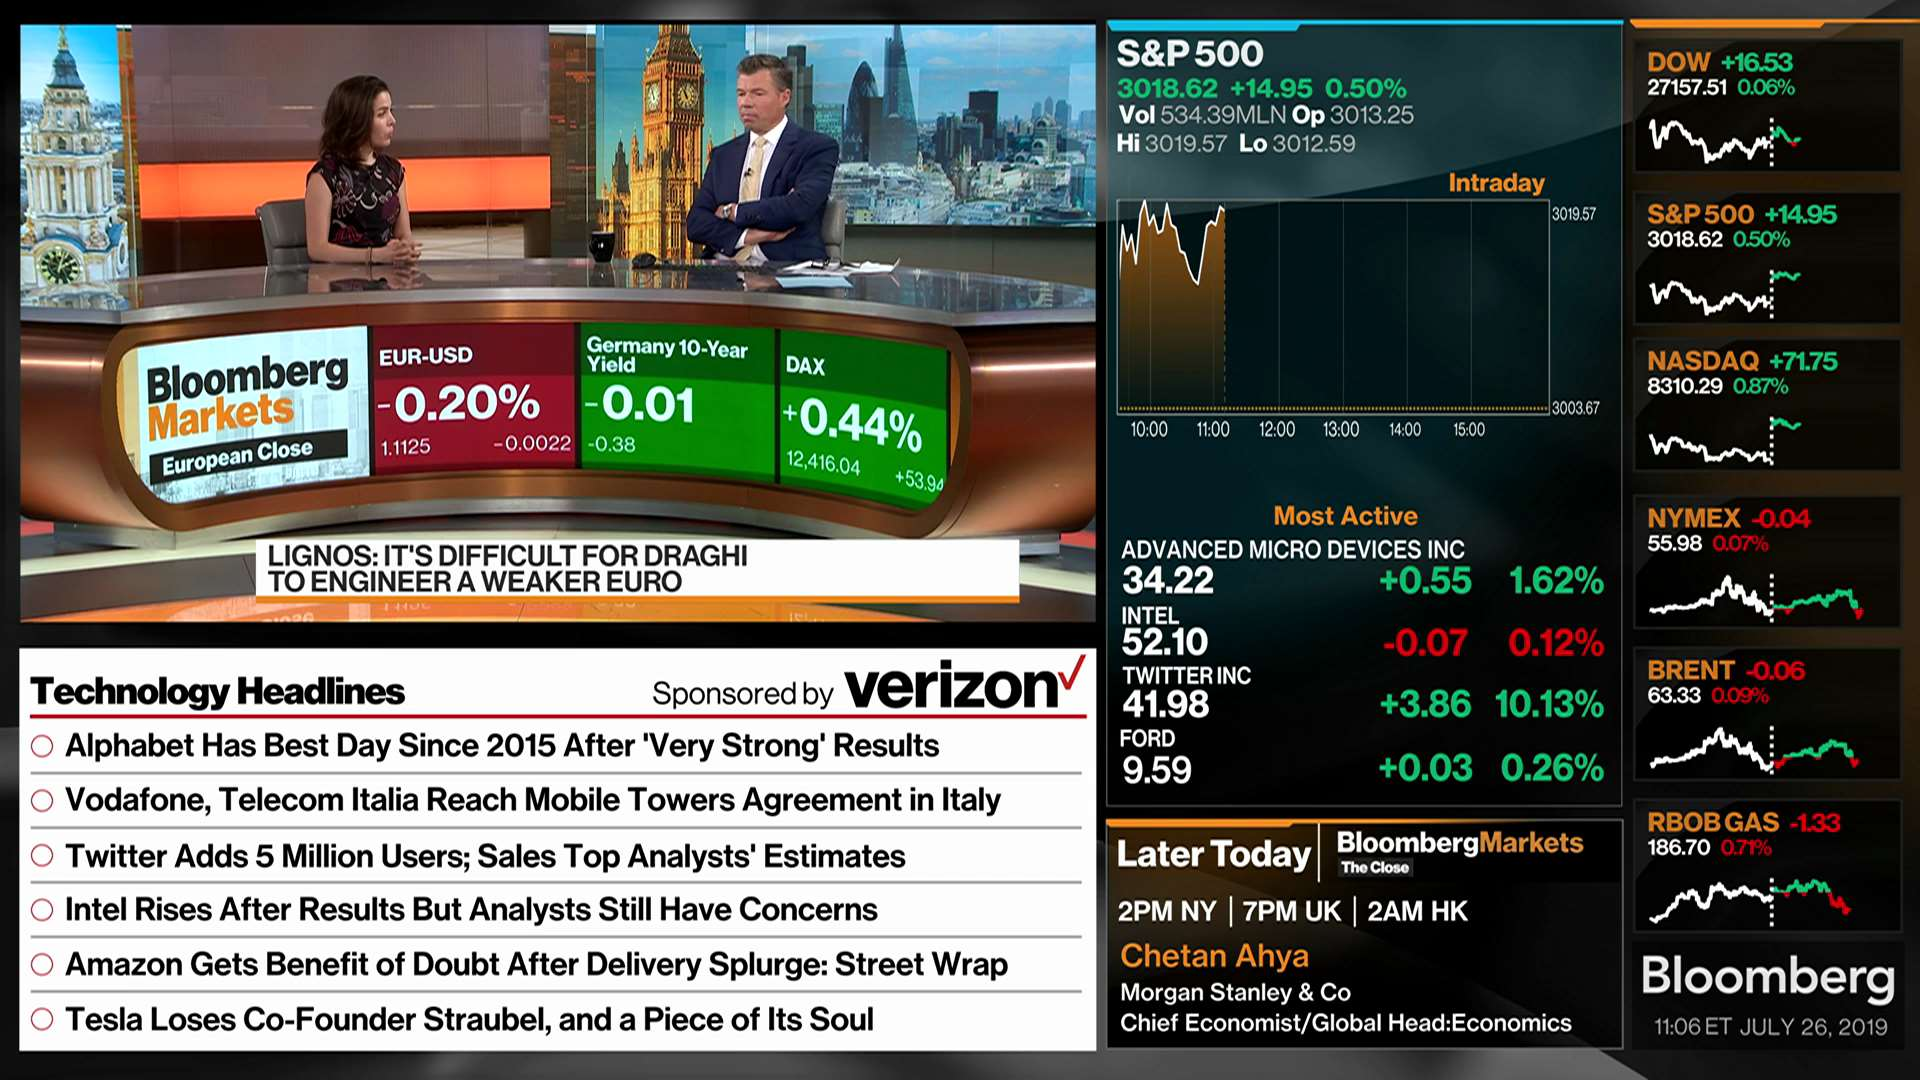 Bloomberg
Markets
European Close
EUR-USD
-0.20%
1.1125 -0.0022
Germany 10-Year
Yield
-0.01
-0.38
DAX
+0.44%
12,416.04 +53.94
LIGNOS: IT'S DIFFICULT FOR DRAGHI
TO ENGINEER A WEAKER EURO
Technology Headlines
Sponsored by verizon✓
Alphabet Has Best Day Since 2015 After 'Very Strong' Results
Vodafone, Telecom Italia Reach Mobile Towers Agreement in Italy
Twitter Adds 5 Million Users; Sales Top Analysts' Estimates
Intel Rises After Results But Analysts Still Have Concerns
Amazon Gets Benefit of Doubt After Delivery Splurge: Street Wrap
Tesla Loses Co-Founder Straubel, and a Piece of Its Soul
S&P 500
3018.62 +14.95 0.50%
Vol 534.39MLN Op 3013.25
Hi 3019.57 Lo 3012.59
Intraday
3019.57
3003.67
10:00 11:00 12:00 13:00 14:00 15:00
Most Active
ADVANCED MICRO DEVICES INC
34.22 +0.55 1.62%
INTEL
52.10 -0.07 0.12%
TWITTER INC
41.98 +3.86 10.13%
FORD
9.59 +0.03 0.26%
Later Today
BloombergMarkets
The Close
2PM NY | 7PM UK | 2AM HK
Chetan Ahya
Morgan Stanley & Co
Chief Economist/Global Head:Economics
DOW +16.53
27157.51 0.06%
S&P 500 +14.95
3018.62 0.50%
NASDAQ +71.75
8310.29 0.87%
NYMEX -0.04
55.98 0.07%
BRENT -0.06
63.33 0.09%
RBOB GAS -1.33
186.70 0.71%
Bloomberg
11:06 ET JULY 26, 2019